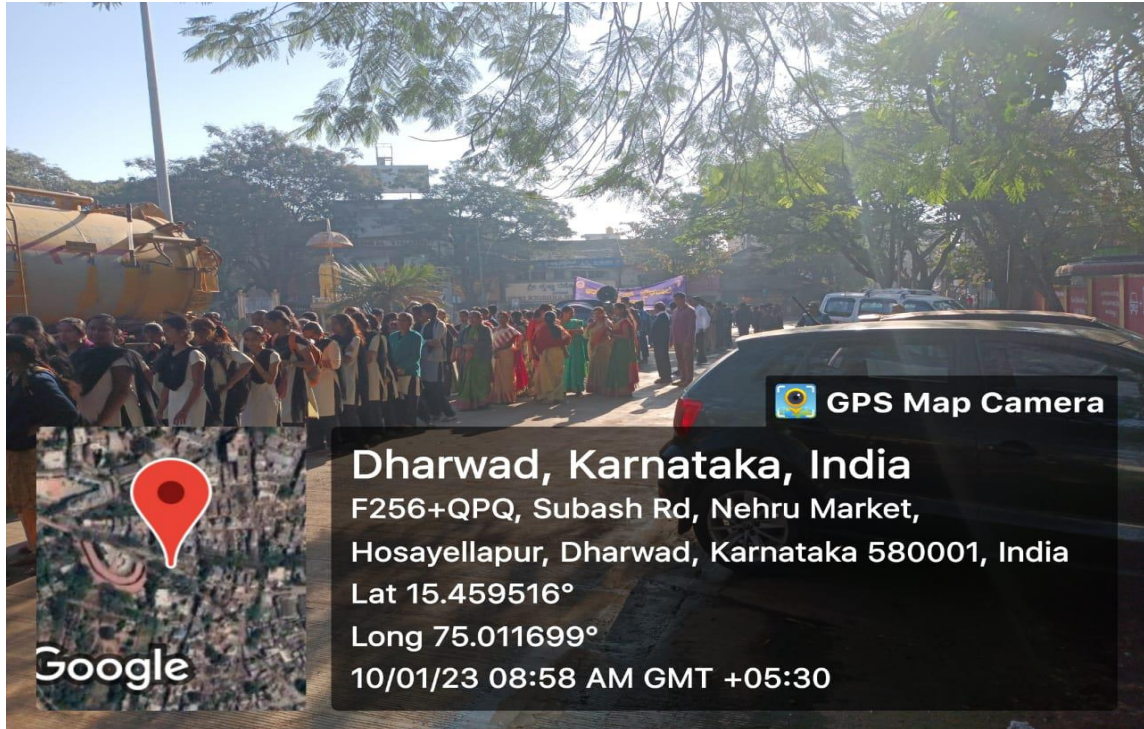 GPS Map Camera
Dharwad, Karnataka, India
F256+QPQ, Subash Rd, Nehru Market,
Hosayellapur, Dharwad, Karnataka 580001, India
Lat 15.459516°
Long 75.011699°
10/01/23 08:58 AM GMT +05:30
Google